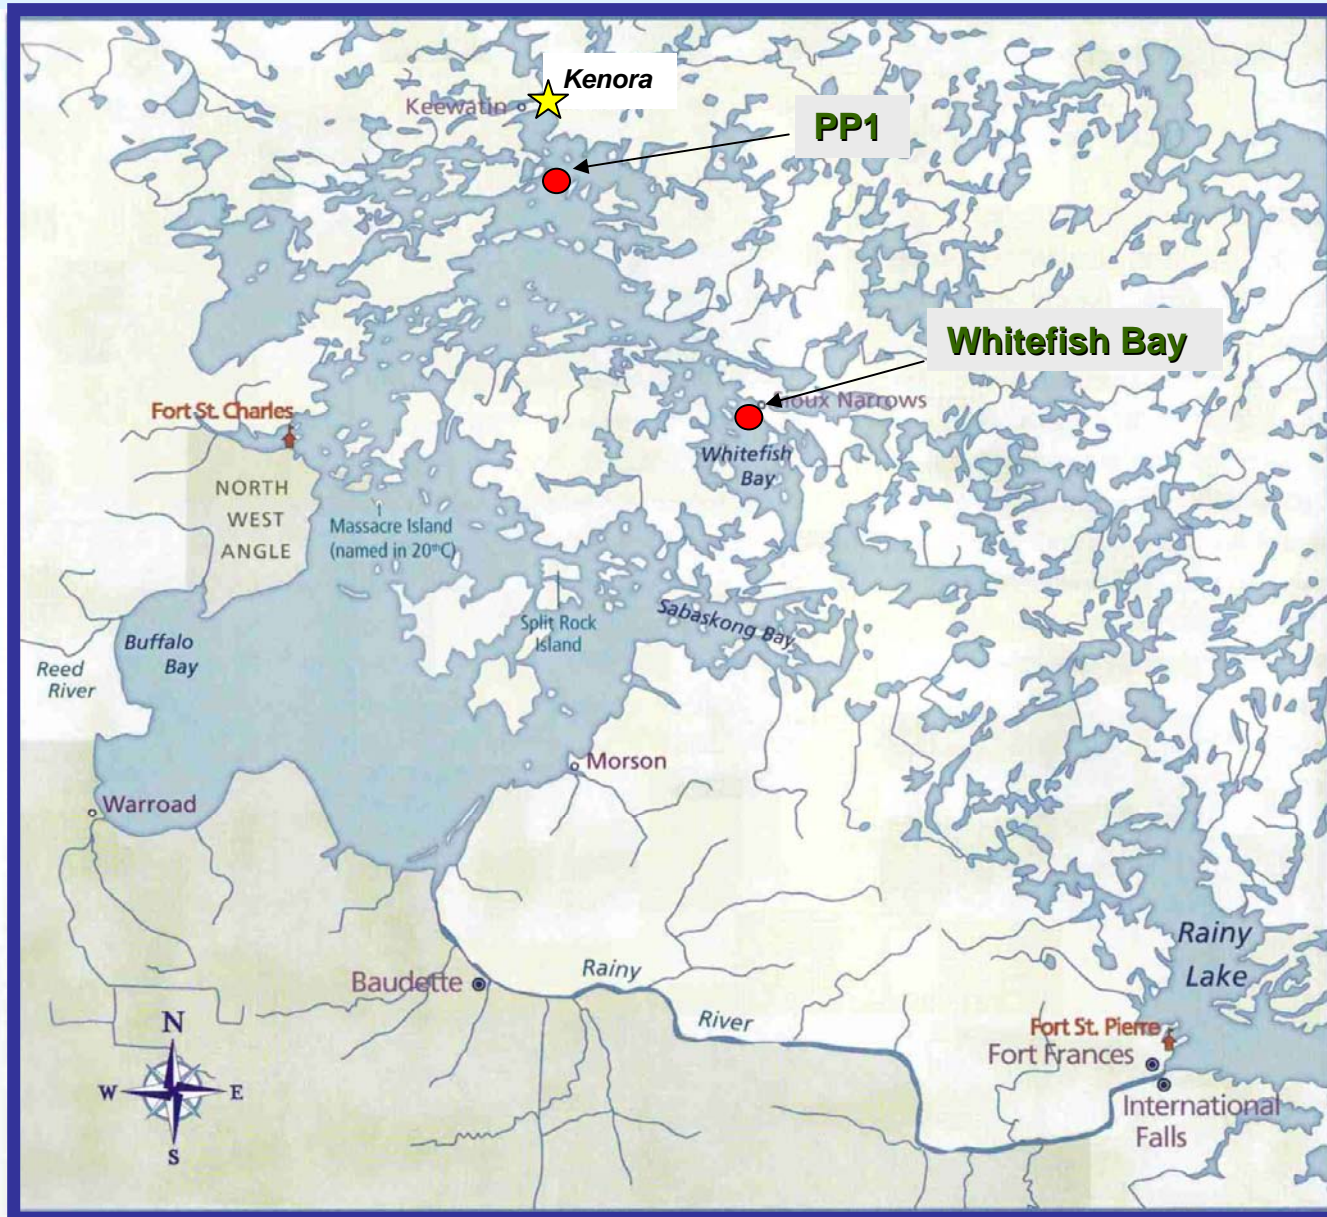 Kenora
Keewatin
PP1
Whitefish Bay
Sioux Narrows
Fort St. Charles
Whitefish
Bay
NORTH
WEST
ANGLE
Massacre Island
(named in 20thC)
Split Rock
Island
Sabaskong Bay
Buffalo
Bay
Reed
River
Morson
Warroad
Rainy
Lake
Baudette
Rainy
River
Fort St. Pierre
Fort Frances
International
Falls
N
W
E
S